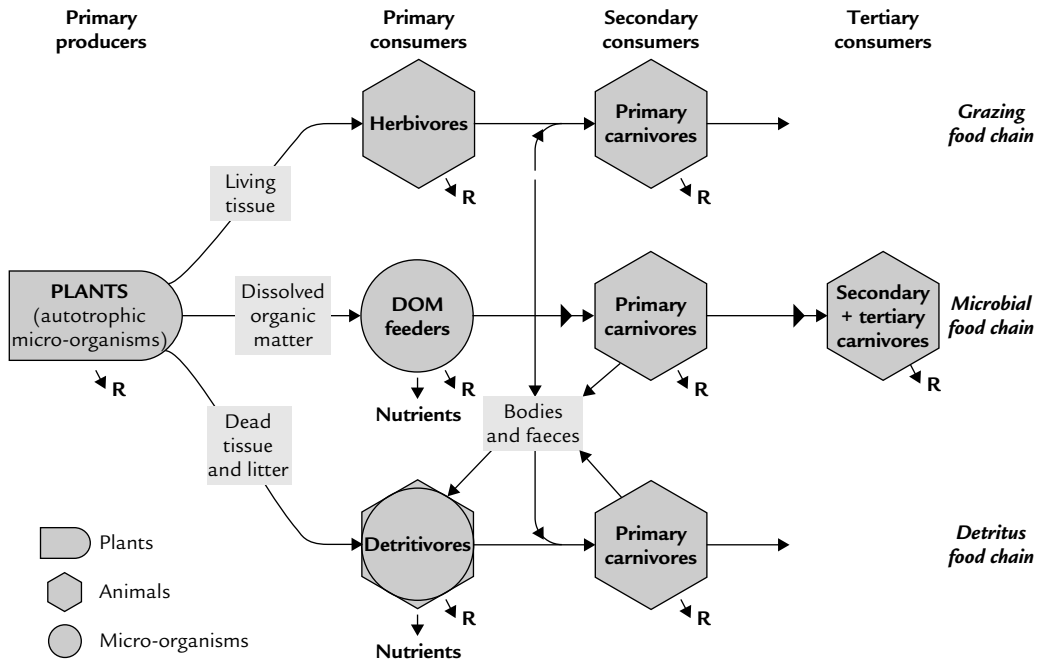 Primary
producers
Primary
consumers
Secondary
consumers
Tertiary
consumers
Herbivores
Primary
carnivores
Grazing
food chain
R
R
Living
tissue
PLANTS
(autotrophic
micro-organisms)
R
Dissolved
organic
matter
DOM
feeders
R
Nutrients
Primary
carnivores
R
Secondary
+ tertiary
carnivores
R
Microbial
food chain
Bodies
and faeces
Dead
tissue
and litter
Detritivores
R
Nutrients
Primary
carnivores
R
Detritus
food chain
Plants
Animals
Micro-organisms